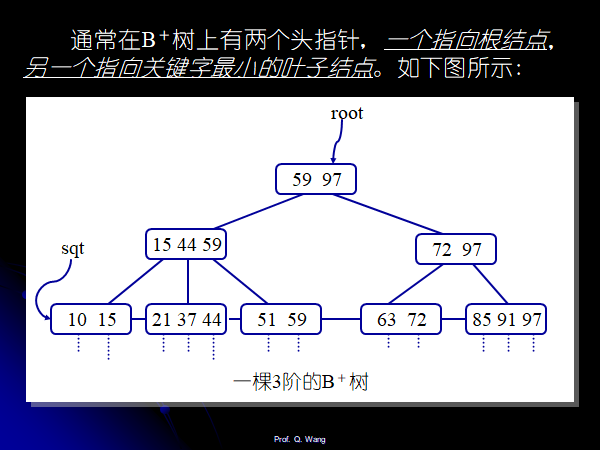 通常在B+树上有两个头指针，一个指向根结点，
另一个指向关键字最小的叶子结点。如下图所示：
root
59 97
sqt
15 44 59
72 97
10 15
21 37 44
51 59
63 72
85 91 97
一棵3阶的B+树
Prof. Q. Wang